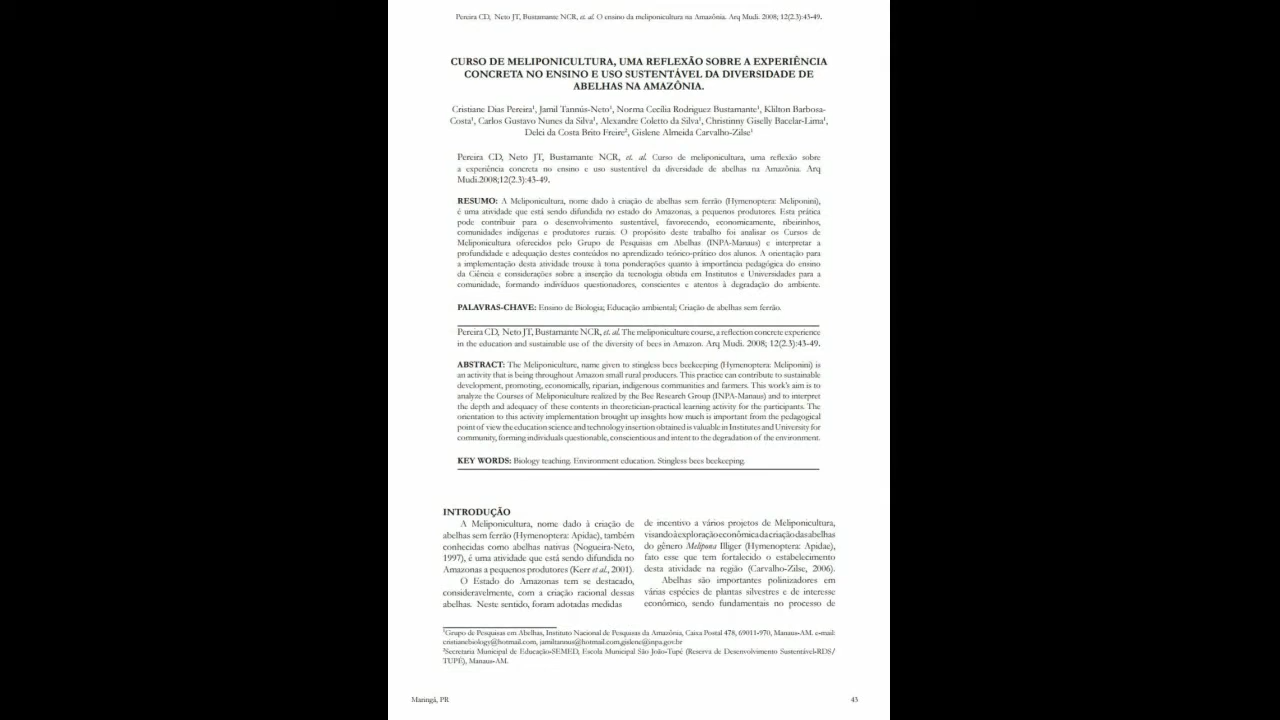 Pereira CD, Neto JT, Bustamante NCR, et. al. O ensino da meliponicultura na Amazônia. Arq Mudi. 2008; 12(2.3):43-49.
CURSO DE MELIPONICULTURA, UMA REFLEXÃO SOBRE A EXPERIÊNCIA
CONCRETA NO ENSINO E USO SUSTENTÁVEL DA DIVERSIDADE DE
ABELHAS NA AMAZÔNIA.
Cristiane Dias Pereira¹, Jamil Tannús-Neto¹, Norma Cecília Rodriguez Bustamante¹, Klilton Barbosa-
Costa¹, Carlos Gustavo Nunes da Silva¹, Alexandre Coletto da Silva¹, Christinny Giselly Bacelar-Lima¹,
Delci da Costa Brito Freire², Gislene Almeida Carvalho-Zilse¹
Pereira CD, Neto JT, Bustamante NCR, et. al. Curso de meliponicultura, uma reflexão sobre
a experiência concreta no ensino e uso sustentável da diversidade de abelhas na Amazônia. Arq
Mudi.2008;12(2.3):43-49.
RESUMO: A Meliponicultura, nome dado à criação de abelhas sem ferrão (Hymenoptera: Meliponini),
é uma atividade que está sendo difundida no estado do Amazonas, a pequenos produtores. Esta prática
pode contribuir para o desenvolvimento sustentável, favorecendo, economicamente, ribeirinhos,
comunidades indígenas e produtores rurais. O propósito deste trabalho foi analisar os Cursos de
Meliponicultura oferecidos pelo Grupo de Pesquisas em Abelhas (INPA-Manaus) e interpretar a
profundidade e adequação destes conteúdos no aprendizado teórico-prático dos alunos. A orientação para
a implementação desta atividade trouxe à tona ponderações quanto à importância pedagógica do ensino
da Ciência e considerações sobre a inserção da tecnologia obtida em Institutos e Universidades para a
comunidade, formando indivíduos questionadores, conscientes e atentos à degradação do ambiente.
PALAVRAS-CHAVE: Ensino de Biologia; Educação ambiental; Criação de abelhas sem ferrão.
Pereira CD, Neto JT, Bustamante NCR, et. al. The meliponiculture course, a reflection concrete experience
in the education and sustainable use of the diversity of bees in Amazon. Arq Mudi. 2008; 12(2.3):43-49.
ABSTRACT: The Meliponiculture, name given to stingless bees beekeeping (Hymenoptera: Meliponini) is
an activity that is being throughout Amazon small rural producers. This practice can contribute to sustainable
development, promoting, economically, riparian, indigenous communities and farmers. This work's aim is to
analyze the Courses of Meliponiculture realized by the Bee Research Group (INPA-Manaus) and to interpret
the depth and adequacy of these contents in theoretician-practical learning activity for the participants. The
orientation to this activity implementation brought up insights how much is important from the pedagogical
point of view the education science and technology insertion obtained is valuable in Institutes and University for
community, forming individuals questionable, conscientious and intent to the degradation of the environment.
KEY WORDS: Biology teaching. Environment education. Stingless bees beekeeping.
INTRODUÇÃO
A Meliponicultura, nome dado à criação de
abelhas sem ferrão (Hymenoptera: Apidae), também
conhecidas como abelhas nativas (Nogueira-Neto,
1997), é uma atividade que está sendo difundida no
Amazonas a pequenos produtores (Kerr et al., 2001).
O Estado do Amazonas tem se destacado,
consideravelmente, com a criação racional dessas
abelhas. Neste sentido, foram adotadas medidas
de incentivo a vários projetos de Meliponicultura,
visando à exploração econômica da criação das abelhas
do gênero Melipona Illiger (Hymenoptera: Apidae),
fato esse que tem fortalecido o estabelecimento
desta atividade na região (Carvalho-Zilse, 2006).
Abelhas são importantes polinizadores em
várias espécies de plantas silvestres e de interesse
econômico, sendo fundamentais no processo de
¹Grupo de Pesquisas em Abelhas, Instituto Nacional de Pesquisas da Amazônia, Caixa Postal 478, 69011-970, Manaus-AM. e-mail:
cristianebiology@hotmail.com, jamiltannus@hotmail.com,gislene@inpa.gov.br
²Secretaria Municipal de Educação-SEMED, Escola Municipal São João-Tupé (Reserva de Desenvolvimento Sustentável-RDS/
TUPÉ), Manaus-AM.
Maringá, PR
43